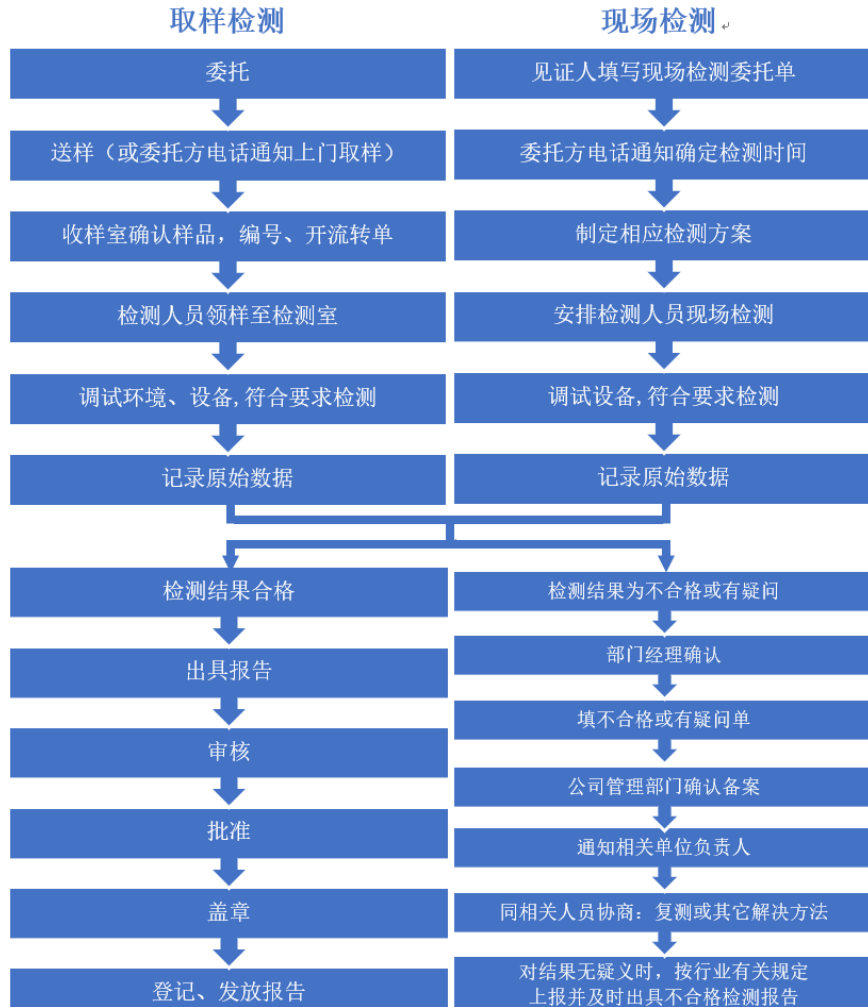 取样检测
委托
送样（或委托方电话通知上门取样）
收样室确认样品，编号、开流转单
检测人员领样至检测室
调试环境、设备,符合要求检测
记录原始数据
现场检测
见证人填写现场检测委托单
委托方电话通知确定检测时间
制定相应检测方案
安排检测人员现场检测
调试设备,符合要求检测
记录原始数据
检测结果合格
出具报告
审核
批准
盖章
登记、发放报告
检测结果为不合格或有疑问
部门经理确认
填不合格或有疑问单
公司管理部门确认备案
通知相关单位负责人
同相关人员协商：复测或其它解决方法
对结果无疑义时，按行业有关规定
上报并及时出具不合格检测报告